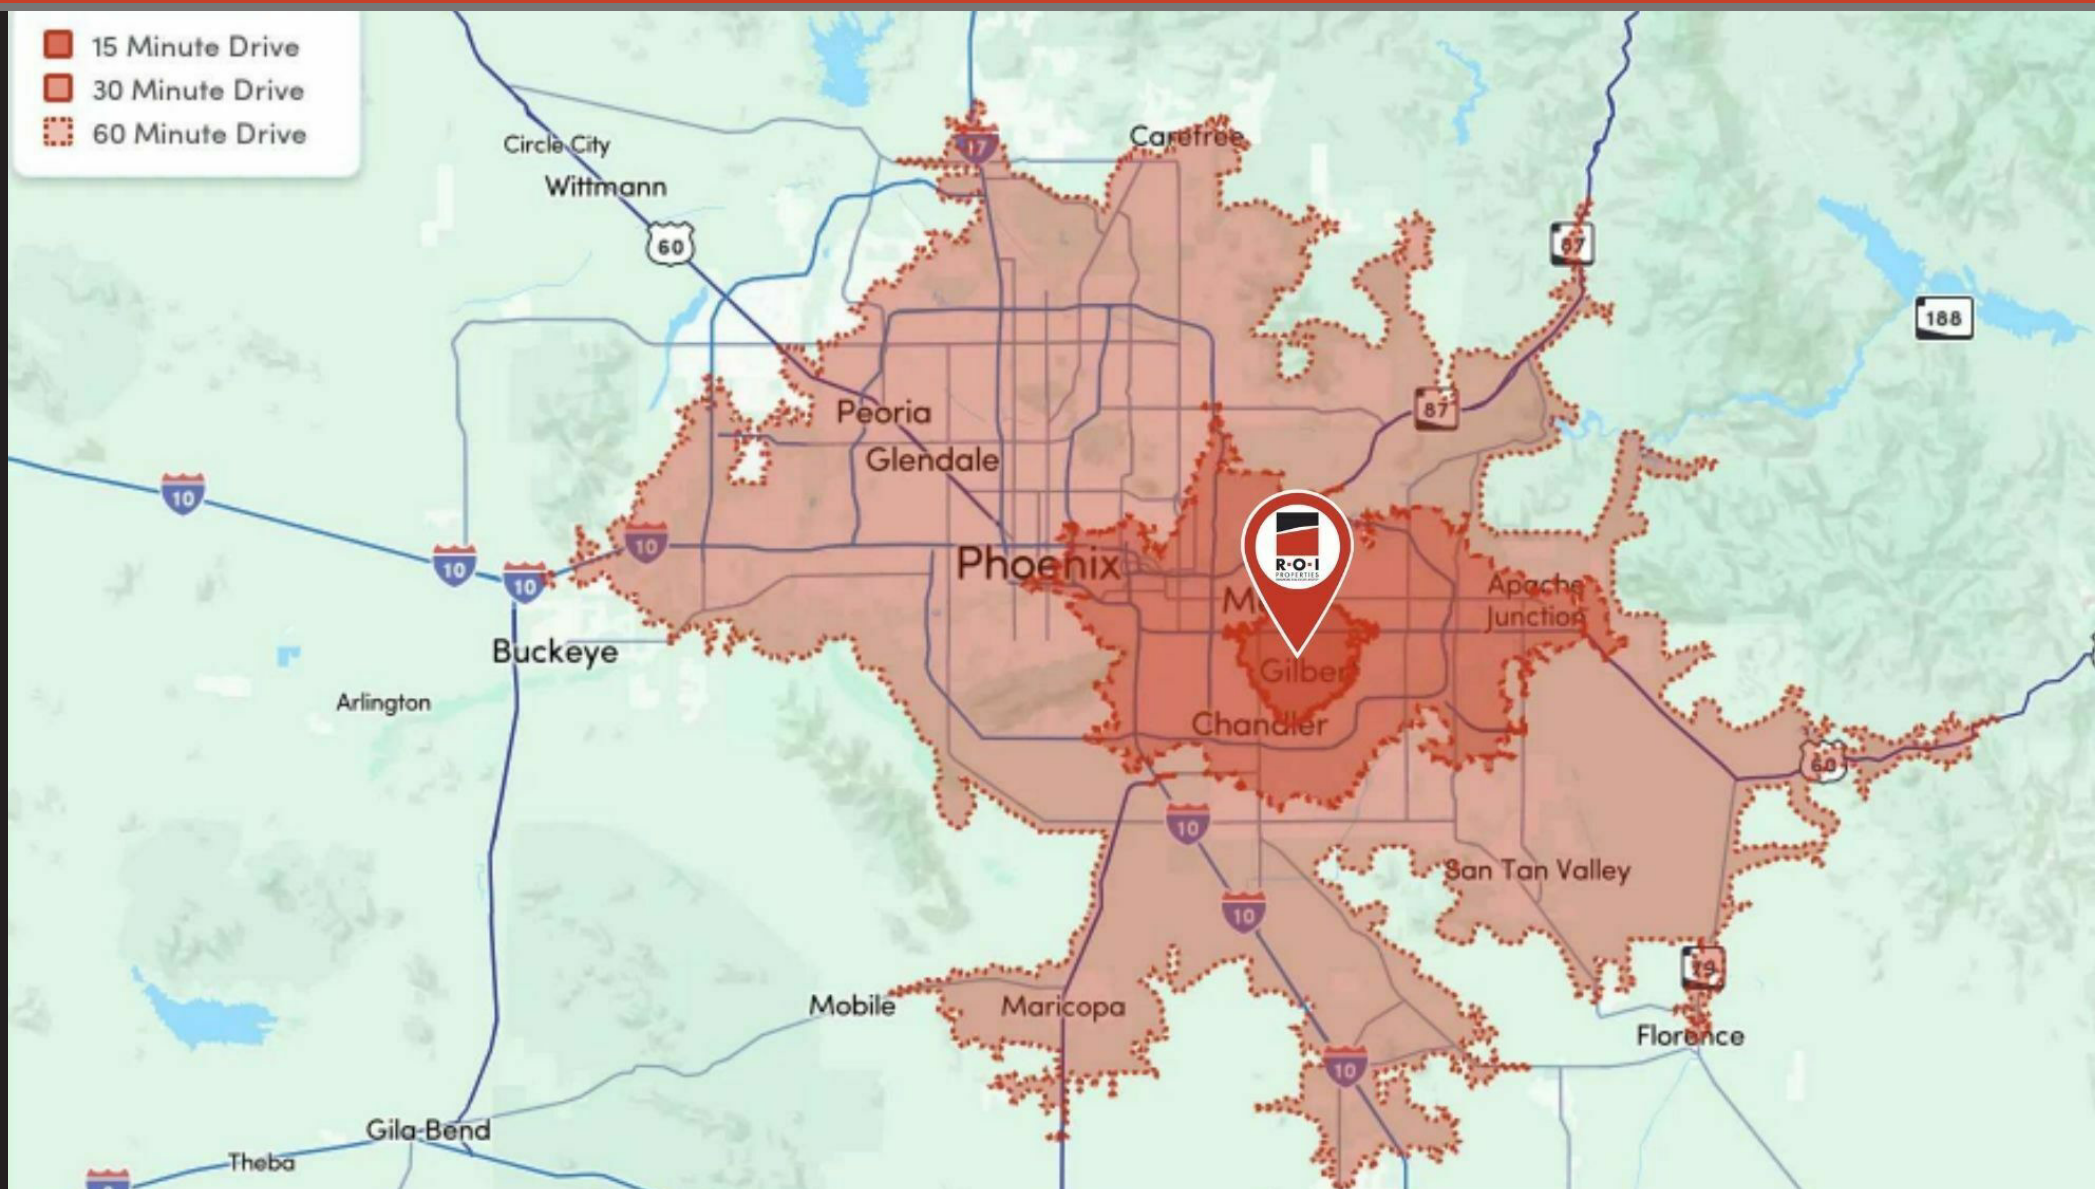 15 Minute Drive
30 Minute Drive
60 Minute Drive
17
Carefree
Circle City
Wittmann
60
87
188
Peoria
87
Glendale
10
10
10
10
Phoenix
R·O·I
PROPERTIES
Apache
Junction
Buckeye
Gilbert
Arlington
Chandler
60
10
San Tan Valley
10
79
Mobile
Maricopa
Florence
10
Gila Bend
Theba